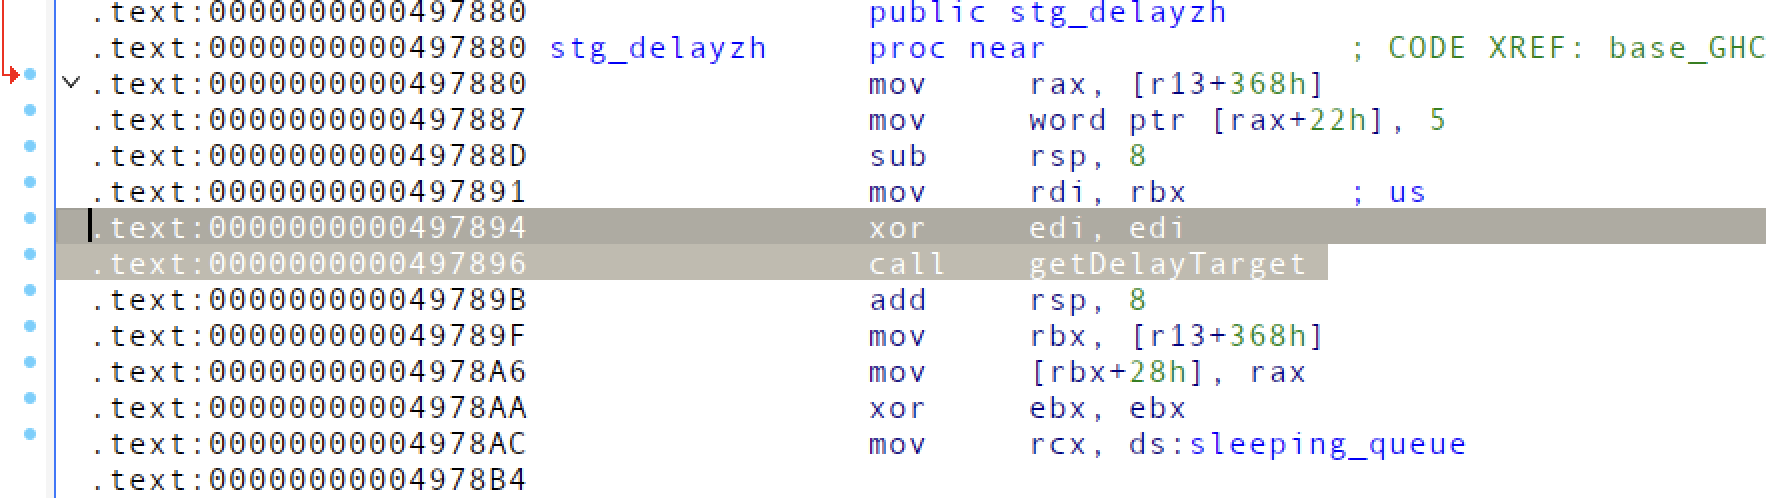 .text:0000000000497880 public stg_delayzh
.text:0000000000497880 stg_delayzh proc near ; CODE XREF: base_GHC
.text:0000000000497880 mov rax, [r13+368h]
.text:0000000000497887 mov word ptr [rax+22h], 5
.text:000000000049788D sub rsp, 8
.text:0000000000497891 mov rdi, rbx ; us
.text:0000000000497894 xor edi, edi
.text:0000000000497896 call getDelayTarget
.text:000000000049789B add rsp, 8
.text:000000000049789F mov rbx, [r13+368h]
.text:00000000004978A6 mov [rbx+28h], rax
.text:00000000004978AA xor ebx, ebx
.text:00000000004978AC mov rcx, ds:sleeping_queue
.text:00000000004978B4